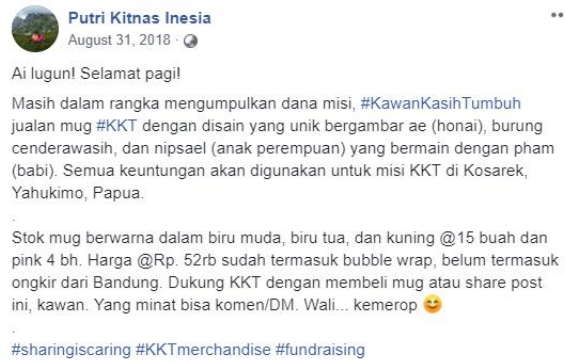 Putri Kitnas Inesia
August 31, 2018 ·
Ai lugun! Selamat pagi!
Masih dalam rangka mengumpulkan dana misi, #KawanKasihTumbuh
jualan mug #KKT dengan disain yang unik bergambar ae (honai), burung
cenderawasih, dan nipsael (anak perempuan) yang bermain dengan pham
(babi). Semua keuntungan akan digunakan untuk misi KKT di Kosarek,
Yahukimo, Papua.
.
Stok mug berwarna dalam biru muda, biru tua, dan kuning @15 buah dan
pink 4 bh. Harga @Rp. 52rb sudah termasuk bubble wrap, belum termasuk
ongkir dari Bandung. Dukung KKT dengan membeli mug atau share post
ini, kawan. Yang minat bisa komen/DM. Wali... kemerop 😊
.
#sharingiscaring #KKTmerchandise #fundraising